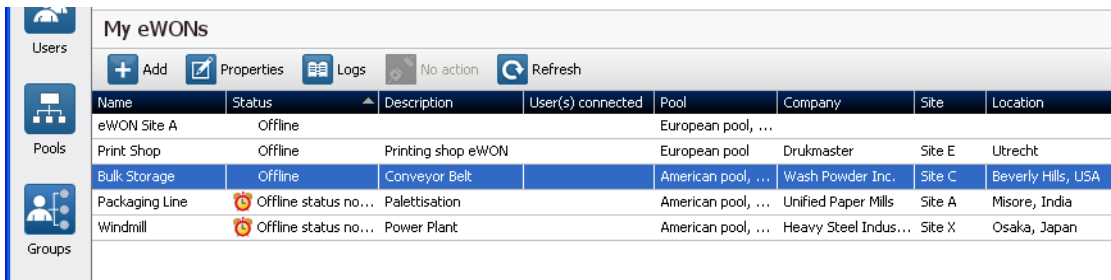 My eWONs
Users
Add Properties Logs No action Refresh
Name Status Description User(s) connected Pool Company Site Location
eWON Site A Offline European pool, ...
Pools
Print Shop Offline Printing shop eWON European pool Drukmaster Site E Utrecht
Bulk Storage Offline Conveyor Belt American pool, ... Wash Powder Inc. Site C Beverly Hills, USA
Packaging Line Offline status no... Palettisation American pool, ... Unified Paper Mills Site A Misore, India
Windmill Offline status no... Power Plant American pool, ... Heavy Steel Indus... Site X Osaka, Japan
Groups